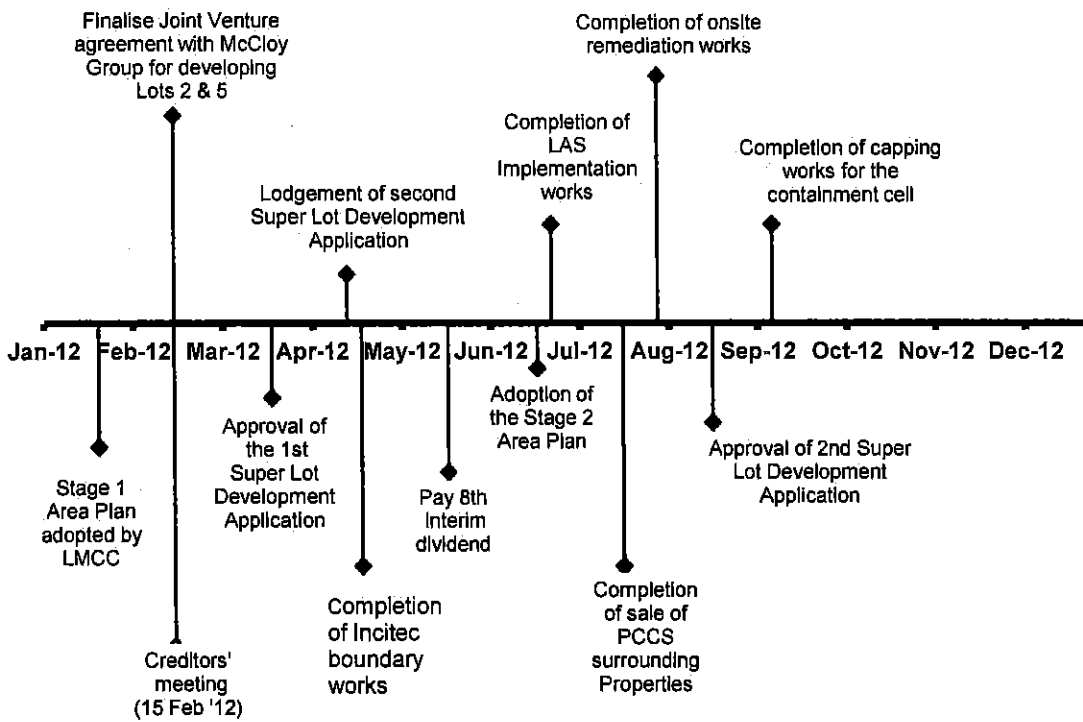 Finalise Joint Venture
agreement with McCloy
Group for developing
Lots 2 & 5
Completion of onsite
remediation works
Completion of
LAS
Implementation
works
Completion of capping
works for the
containment cell
Lodgement of second
Super Lot Development
Application
Jan-12 Feb-12 Mar-12 Apr-12 May-12 Jun-12 Jul-12 Aug-12 Sep-12 Oct-12 Nov-12 Dec-12
Stage 1
Area Plan
adopted by
LMCC
Creditors'
meeting
(15 Feb '12)
Approval of
the 1st
Super Lot
Development
Application
Completion
of Incitec
boundary
works
Pay 8th
Interim
dividend
Adoption of
the Stage 2
Area Plan
Completion
of sale of
PCCS
surrounding
Properties
Approval of 2nd Super
Lot Development
Application